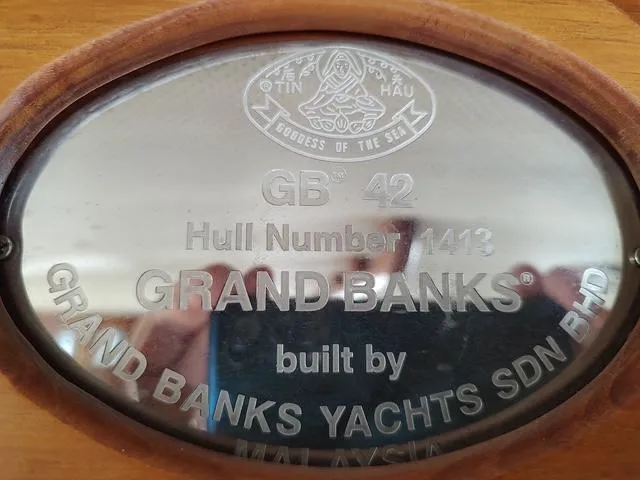 TIN HAU
GODDESS OF THE SEA
GB 42
Hull Number 1413
GRAND BANKS®
built by
GRAND BANKS YACHTS SDN BHD
MALAYSIA